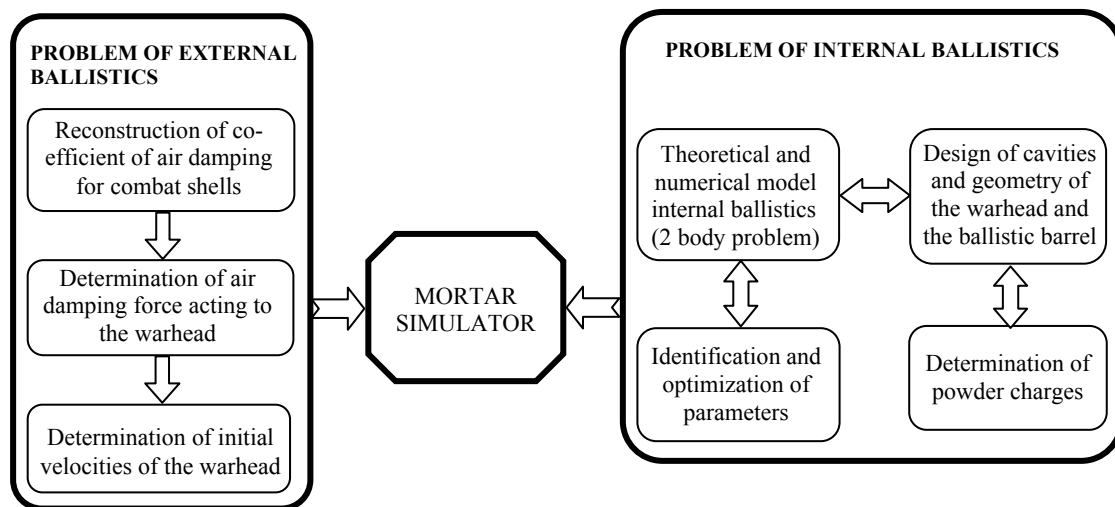 PROBLEM OF EXTERNAL
BALLISTICS
Reconstruction of co-
efficient of air damping
for combat shells
Determination of air
damping force acting to
the warhead
Determination of initial
velocities of the warhead
MORTAR
SIMULATOR
PROBLEM OF INTERNAL BALLISTICS
Theoretical and
numerical model
internal ballistics
(2 body problem)
Design of cavities
and geometry of
the warhead and
the ballistic barrel
Identification and
optimization of
parameters
Determination of
powder charges